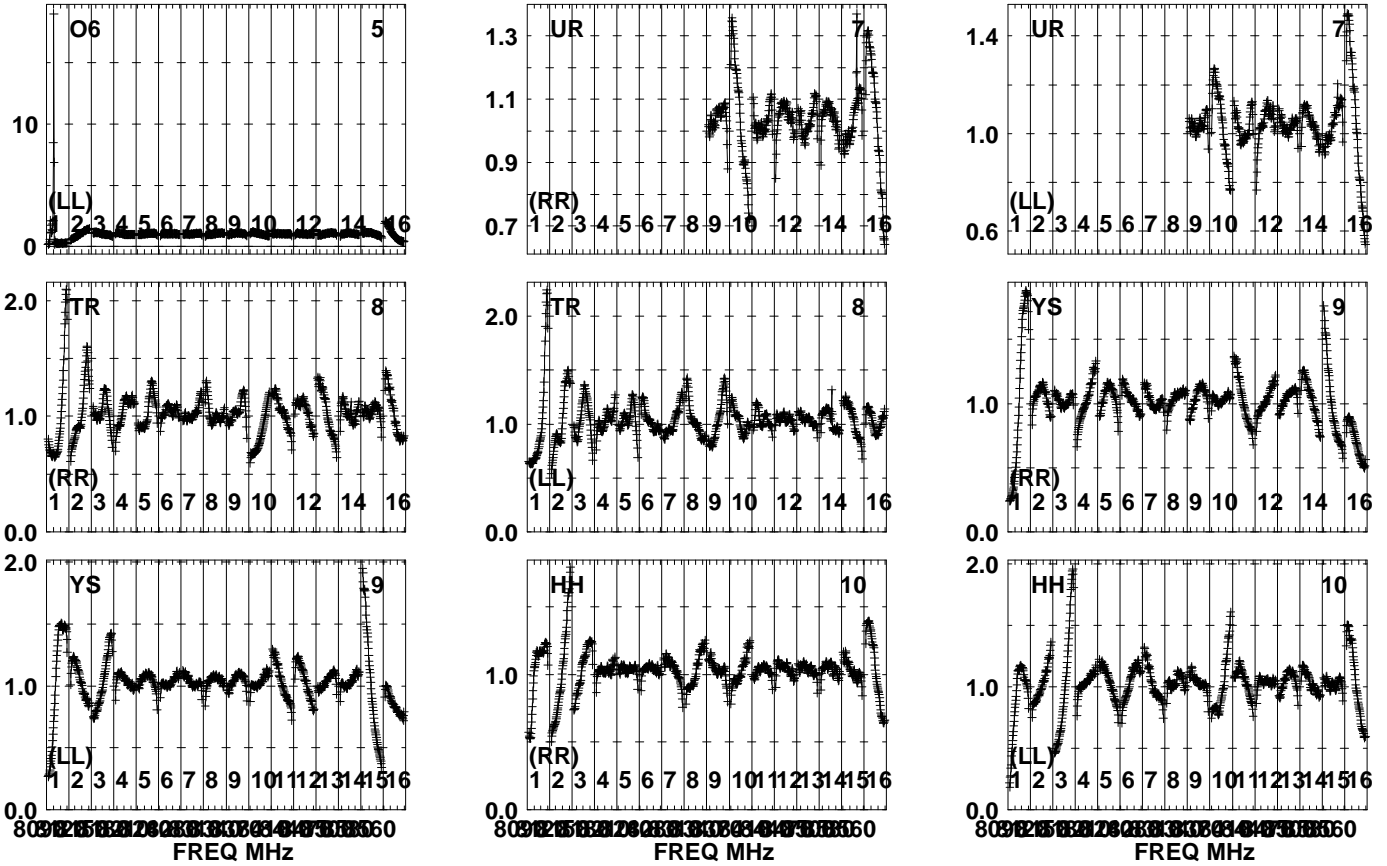 O6 5
10
(LL)
1 2 3 4 5 6 7 8 9 10 12 14 16
0
UR 7
1.3
1.1
0.9
(RR)
0.7
1 2 3 4 5 6 7 8 9 10 12 14 16
UR 7
1.4
1.0
(LL)
0.6
1 2 3 4 5 6 7 8 9 10 12 14 16
TR 8
2.0
1.0
(RR)
1 2 3 4 5 6 7 8 9 10 12 14 16
0.0
TR 8
2.0
1.0
(LL)
1 2 3 4 5 6 7 8 9 10 12 14 16
0.0
YS 9
1.0
(RR)
1 2 3 4 5 6 7 8 9 10 12 14 16
0.0
YS 9
2.0
1.0
(LL)
1 2 3 4 5 6 7 8 9 10 11 12 13 14 15 16
0.0
FREQ MHz
HH 10
1.0
(RR)
1 2 3 4 5 6 7 8 9 10 11 12 13 14 15 16
0.0
FREQ MHz
HH 10
2.0
1.0
(LL)
1 2 3 4 5 6 7 8 9 10 11 12 13 14 15 16
0.0
FREQ MHz